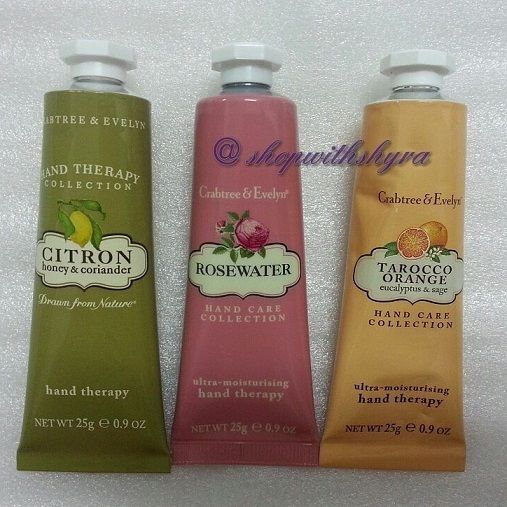 @ shopwithshyra
CRABTREE & EVELYN
HAND THERAPY
COLLECTION
CITRON
honey & coriander
Drawn from Nature®
hand therapy
NET WT 25g ℮ 0.9 OZ
Crabtree & Evelyn®
ROSEWATER
HAND CARE
COLLECTION
ultra-moisturising
hand therapy
NET WT 25g ℮ 0.9 OZ
Crabtree & Evelyn®
TAROCCO
ORANGE
eucalyptus & sage
HAND CARE
COLLECTION
ultra-moisturising
hand therapy
NET WT 25g ℮ 0.9 OZ